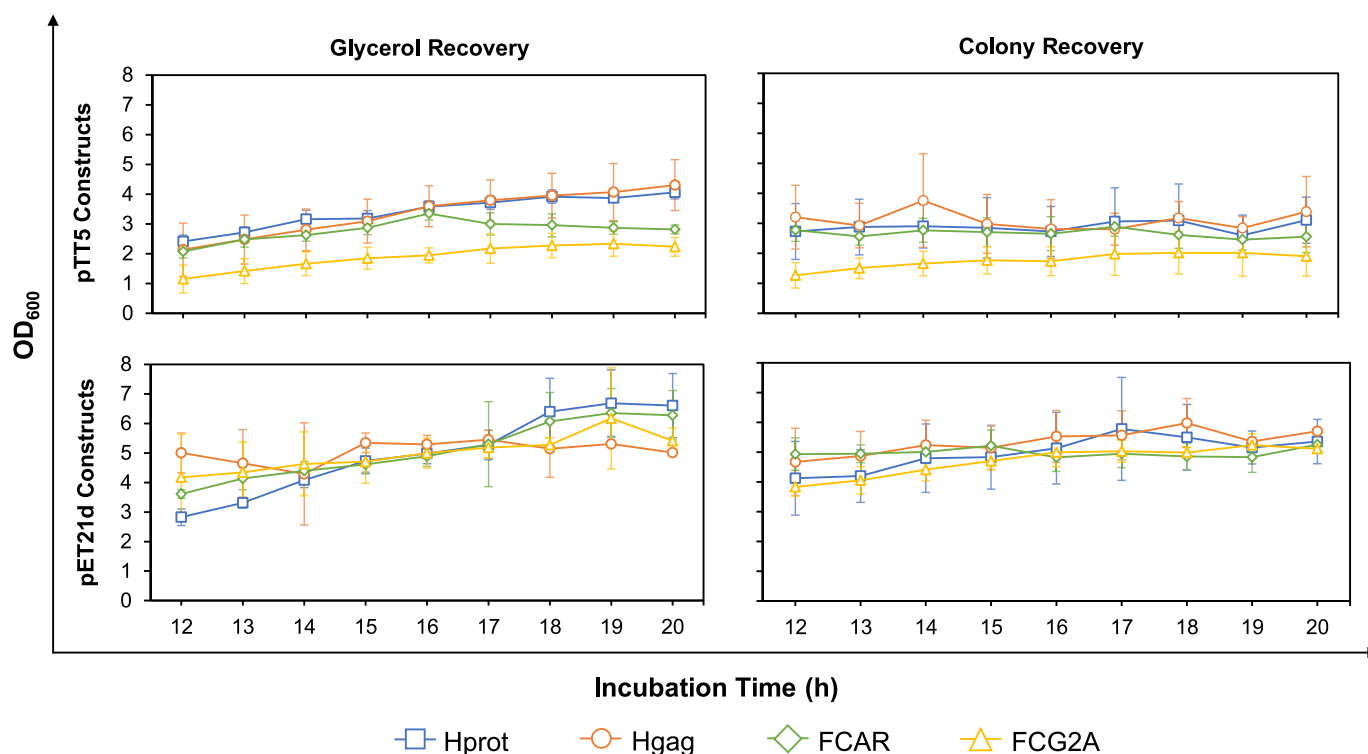 Glycerol Recovery
Colony Recovery
OD600
pTT5 Constructs
8
7
6
5
4
3
2
1
0
pET21d Constructs
8
7
6
5
4
3
2
1
0
12 13 14 15 16 17 18 19 20
12 13 14 15 16 17 18 19 20
Incubation Time (h)
Hprot Hgag FCAR FCG2A